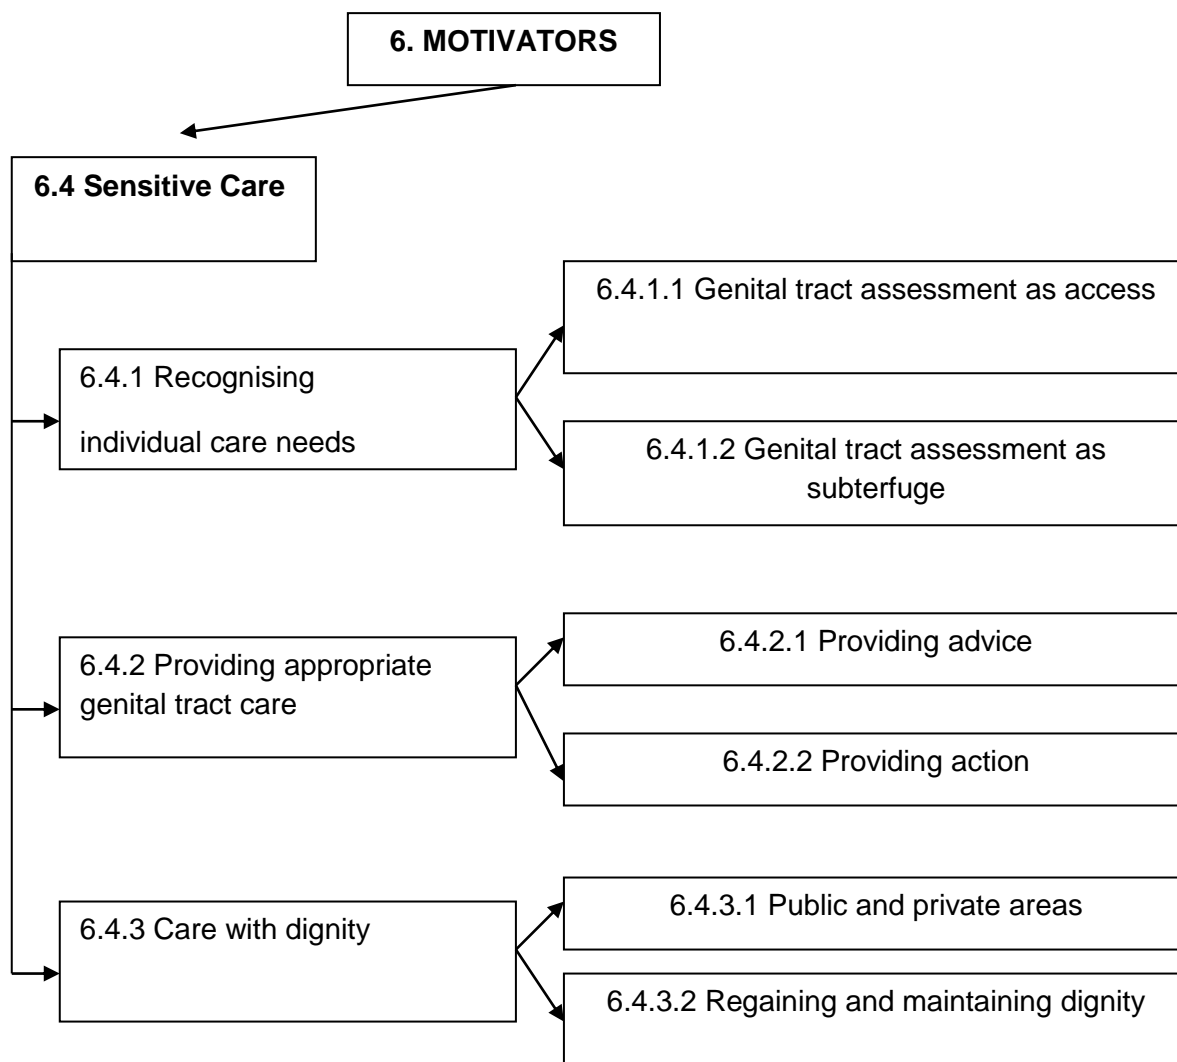 6. MOTIVATORS
6.4 Sensitive Care
6.4.1.1 Genital tract assessment as access
6.4.1 Recognising
individual care needs
6.4.1.2 Genital tract assessment as
subterfuge
6.4.2 Providing appropriate
genital tract care
6.4.2.1 Providing advice
6.4.2.2 Providing action
6.4.3 Care with dignity
6.4.3.1 Public and private areas
6.4.3.2 Regaining and maintaining dignity